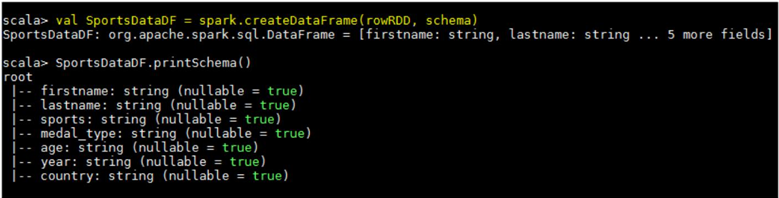 scala> val SportsDataDF = spark.createDataFrame(rowRDD, schema)
SportsDataDF: org.apache.spark.sql.DataFrame = [firstname: string, lastname: string ... 5 more fields]
scala> SportsDataDF.printSchema()
root
 |-- firstname: string (nullable = true)
 |-- lastname: string (nullable = true)
 |-- sports: string (nullable = true)
 |-- medal_type: string (nullable = true)
 |-- age: string (nullable = true)
 |-- year: string (nullable = true)
 |-- country: string (nullable = true)